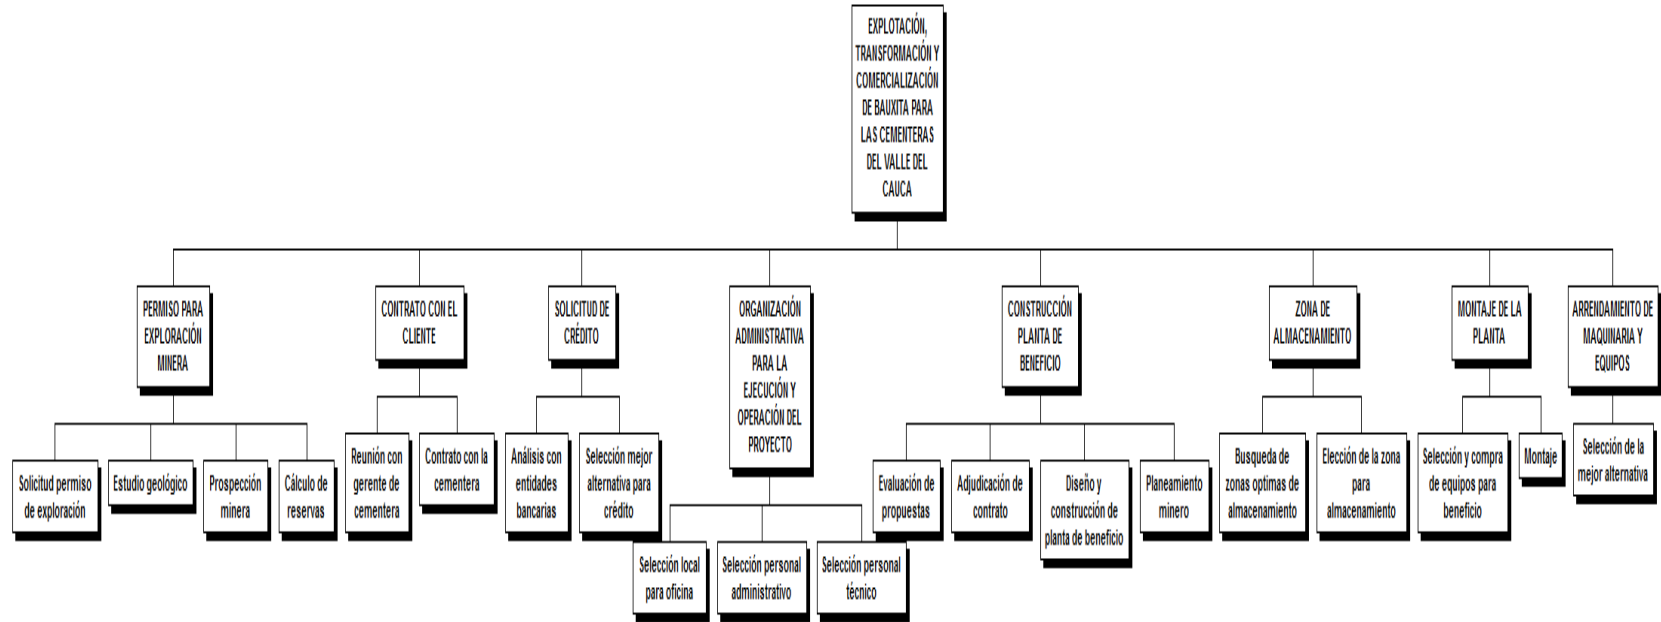 EXPLOTACIÓN,
TRANSFORMACIÓN Y
COMERCIALIZACIÓN
DE BAUXITA PARA
LAS CEMENTERAS
DEL VALLE DEL
CAUCA
PERMISO PARA
EXPLORACIÓN
MINERA
CONTRATO CON EL
CLIENTE
SOLICITUD DE
CRÉDITO
ORGANIZACIÓN
ADMINISTRATIVA
PARA LA
EJECUCIÓN Y
OPERACIÓN DEL
PROYECTO
CONSTRUCCIÓN
PLANTA DE
BENEFICIO
ZONA DE
ALMACENAMIENTO
MONTAJE DE LA
PLANTA
ARRENDAMIENTO DE
MAQUINARIA Y
EQUIPOS
Solicitud permiso
de exploración
Estudio geológico
Prospección
minera
Cálculo de
reservas
Reunión con
gerente de
cementera
Contrato con la
cementera
Análisis con
entidades
bancarias
Selección mejor
alternativa para
crédito
Selección local
para oficina
Selección personal
administrativo
Selección personal
técnico
Evaluación de
propuestas
Adjudicación de
contrato
Diseño y
construcción de
planta de beneficio
Planeamiento
minero
Busqueda de
zonas optimas de
almacenamiento
Elección de la zona
para
almacenamiento
Selección y compra
de equipos para
beneficio
Montaje
Selección de la
mejor alternativa